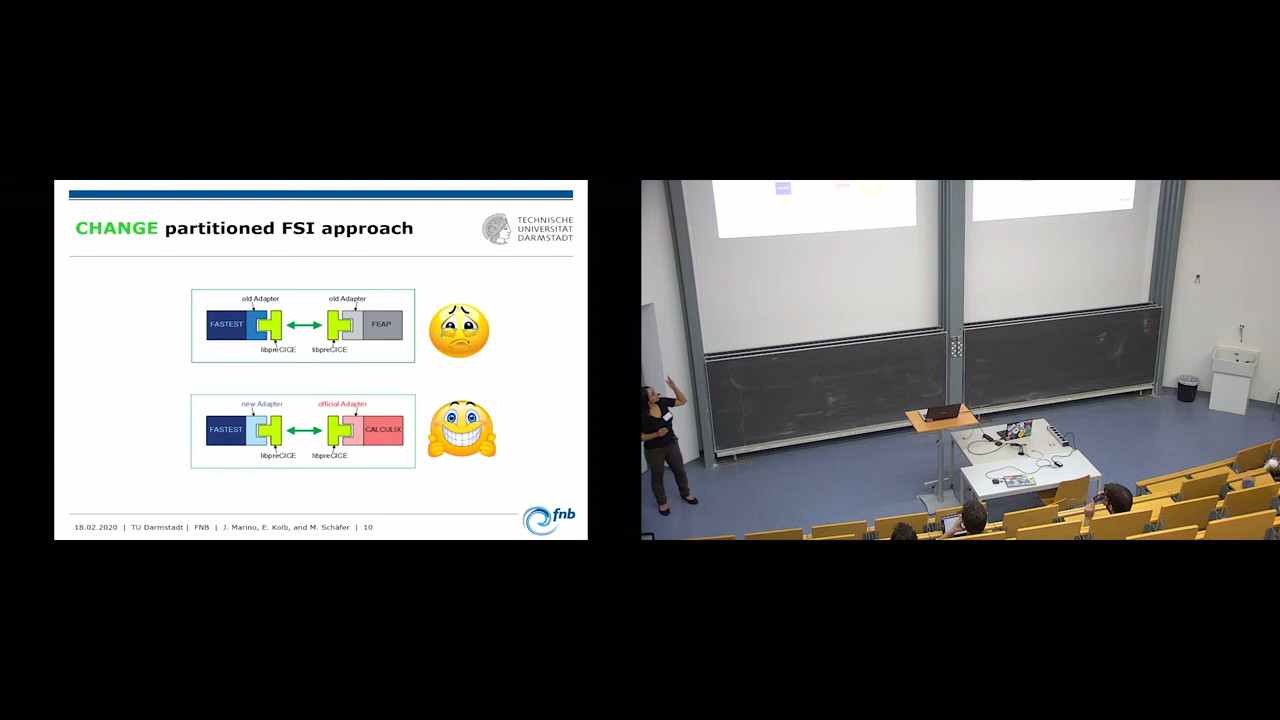 CHANGE partitioned FSI approach
TECHNISCHE
UNIVERSITÄT
DARMSTADT
old Adapter
old Adapter
FASTEST
FEAP
libpreCICE
libpreCICE
new Adapter
official Adapter
FASTEST
CALCULIX
libpreCICE
libpreCICE
18.02.2020 | TU Darmstadt | FNB | J. Marino, E. Kolb, and M. Schäfer | 10
fnb